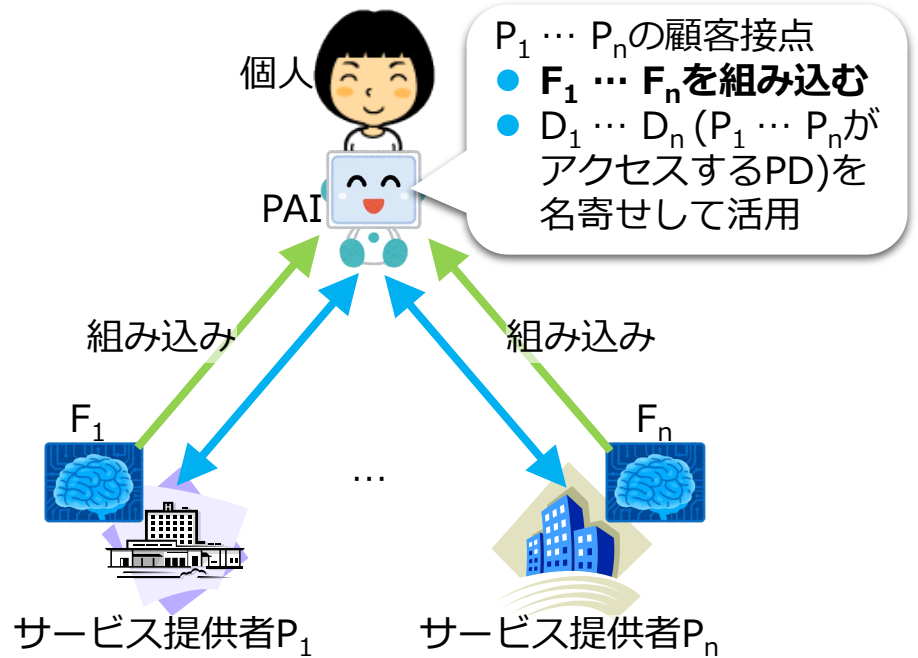 個人
PAI
P1 … Pnの顧客接点
● F1 … Fnを組み込む
● D1 … Dn (P1 … Pnが
アクセスするPD)を
名寄せして活用
組み込み
組み込み
F1
Fn
…
サービス提供者P1
サービス提供者Pn